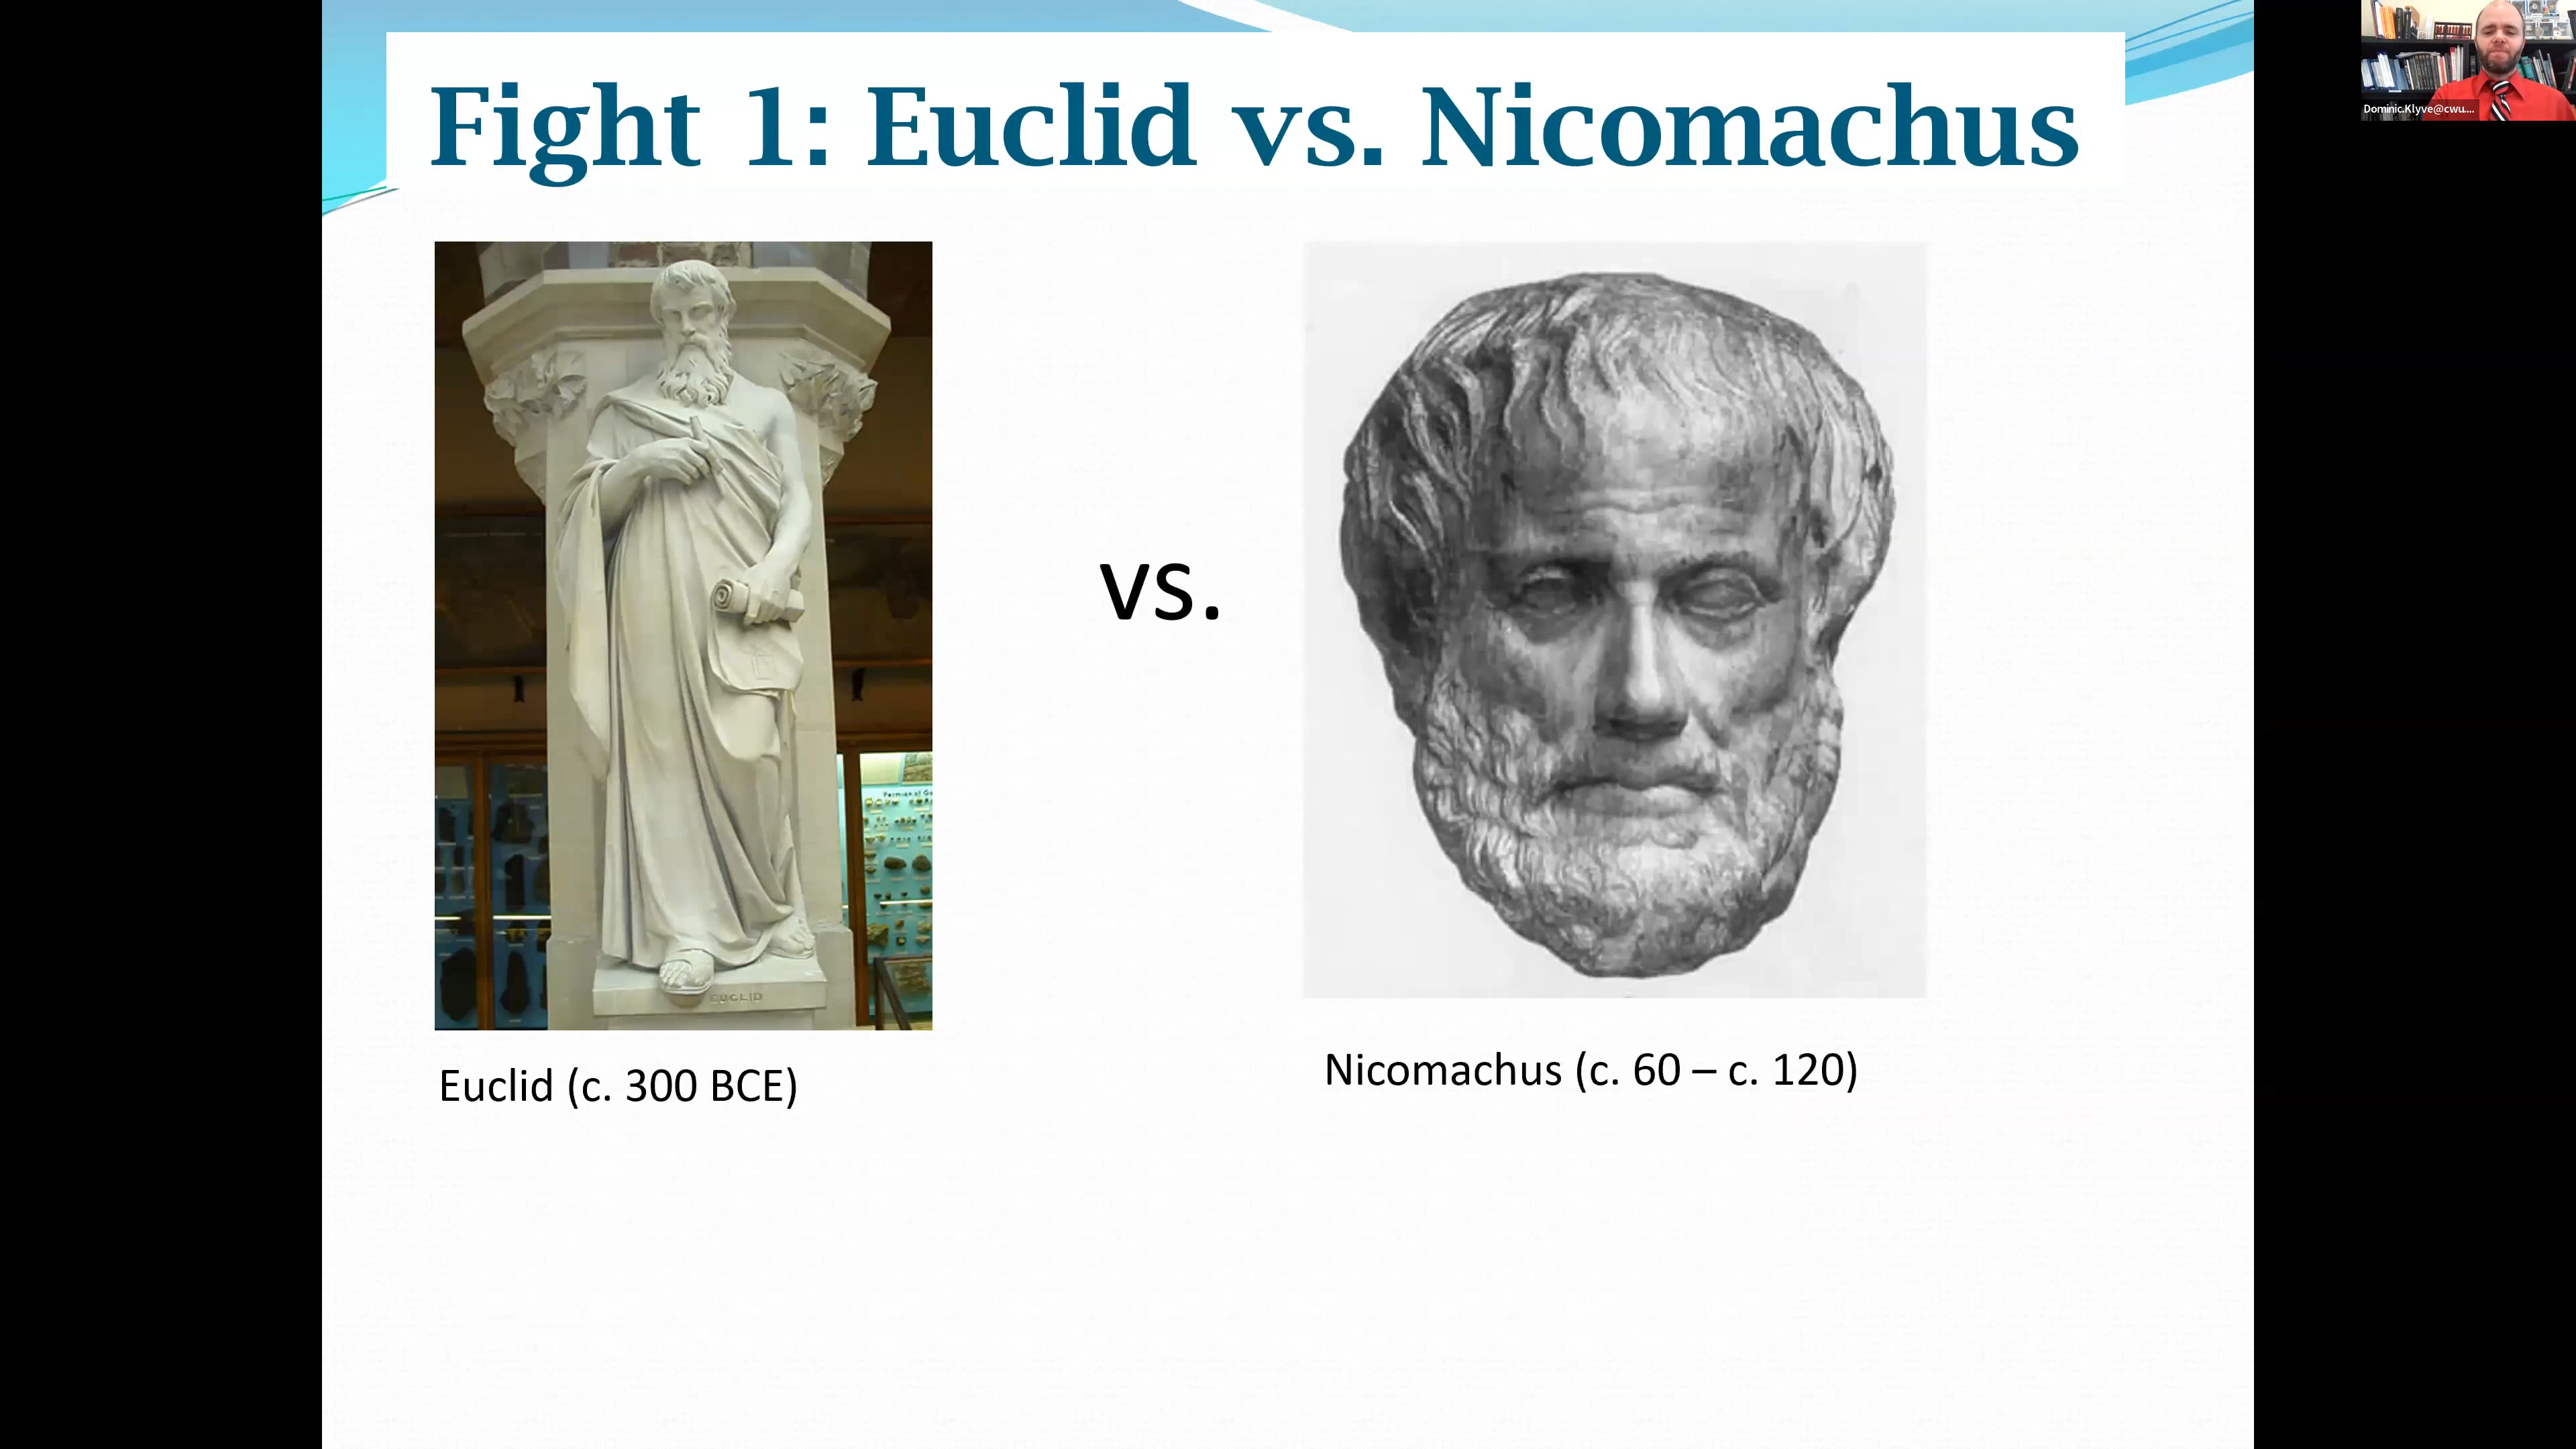 Fight 1: Euclid vs. Nicomachus
Dominic.Klyve@cwu....
vs.
EUCLID
Euclid (c. 300 BCE)
Nicomachus (c. 60 – c. 120)